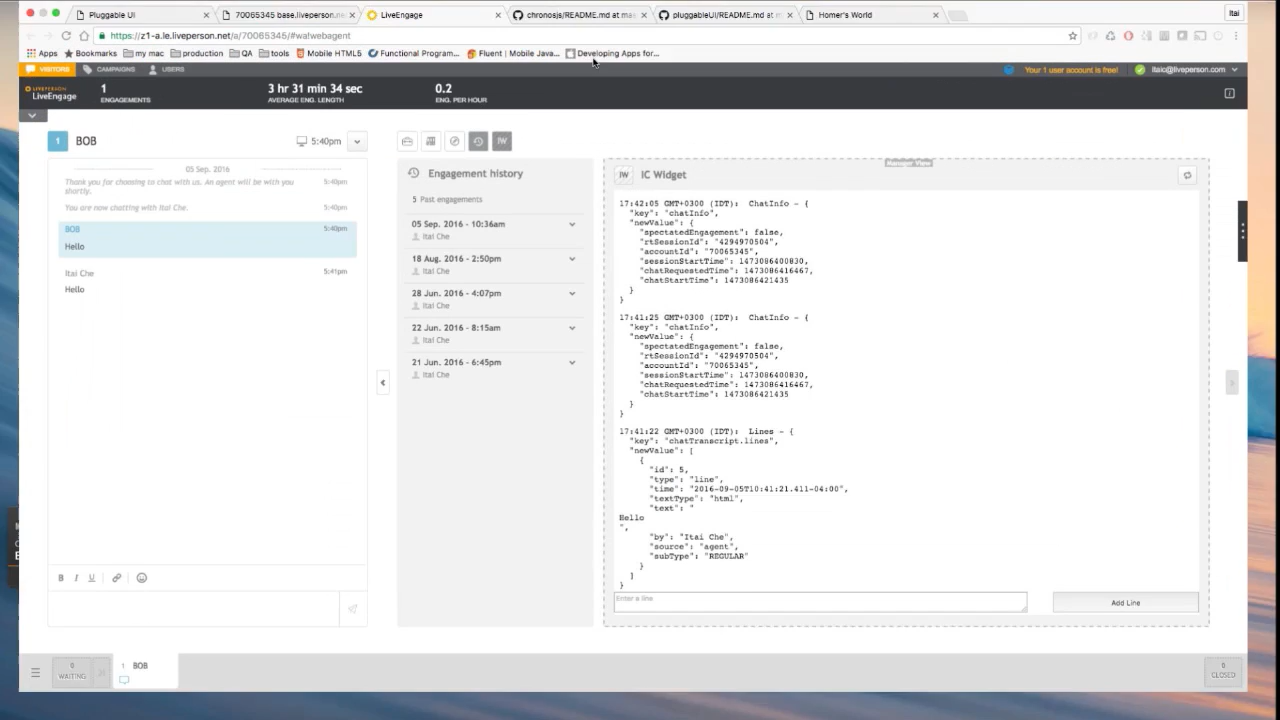 Pluggable UI
70065345 base.liveperson.ne
LiveEngage
chronosjs/README.md at mas
pluggableUI/README.md at m
Homer's World
Itai
https://z1-a.le.liveperson.net/a/70065345/#watwebagent
Apps
Bookmarks
my mac
production
QA
tools
Mobile HTML5
Functional Program...
Fluent | Mobile Java...
Developing Apps for...
VISITORS
CAMPAIGNS
USERS
Your 1 user account is free!
itaic@liveperson.com
LIVEPERSON
LiveEngage
1
ENGAGEMENTS
3 hr 31 min 34 sec
AVERAGE ENG. LENGTH
0.2
ENG. PER HOUR
1
BOB
5:40pm
05 Sep. 2016
Thank you for choosing to chat with us. An agent will be with you
shortly.
5:40pm
You are now chatting with Itai Che.
5:40pm
BOB
5:40pm
Hello
Itai Che
5:41pm
Hello
B I U
IW
Engagement history
5 Past engagements
05 Sep. 2016 - 10:36am
Itai Che
18 Aug. 2016 - 2:50pm
Itai Che
28 Jun. 2016 - 4:07pm
Itai Che
22 Jun. 2016 - 8:15am
Itai Che
21 Jun. 2016 - 6:45pm
Itai Che
Manager View
IW
IC Widget
17:42:05 GMT+0300 (IDT): ChatInfo - {
"key": "chatInfo",
"newValue": {
"spectatedEngagement": false,
"rtSessionId": "4294970504",
"accountId": "70065345",
"sessionStartTime": 1473086400830,
"chatRequestedTime": 1473086416467,
"chatStartTime": 1473086421435
}
}
17:41:25 GMT+0300 (IDT): ChatInfo - {
"key": "chatInfo",
"newValue": {
"spectatedEngagement": false,
"rtSessionId": "4294970504",
"accountId": "70065345",
"sessionStartTime": 1473086400830,
"chatRequestedTime": 1473086416467,
"chatStartTime": 1473086421435
}
}
17:41:22 GMT+0300 (IDT): Lines - {
"key": "chatTranscript.lines",
"newValue": [
{
"id": 5,
"type": "line",
"time": "2016-09-05T10:41:21.411-04:00",
"textType": "html",
"text": "
Hello
",
"by": "Itai Che",
"source": "agent",
"subType": "REGULAR"
}
]
}
Enter a line
Add Line
0
WAITING
1
BOB
0
CLOSED